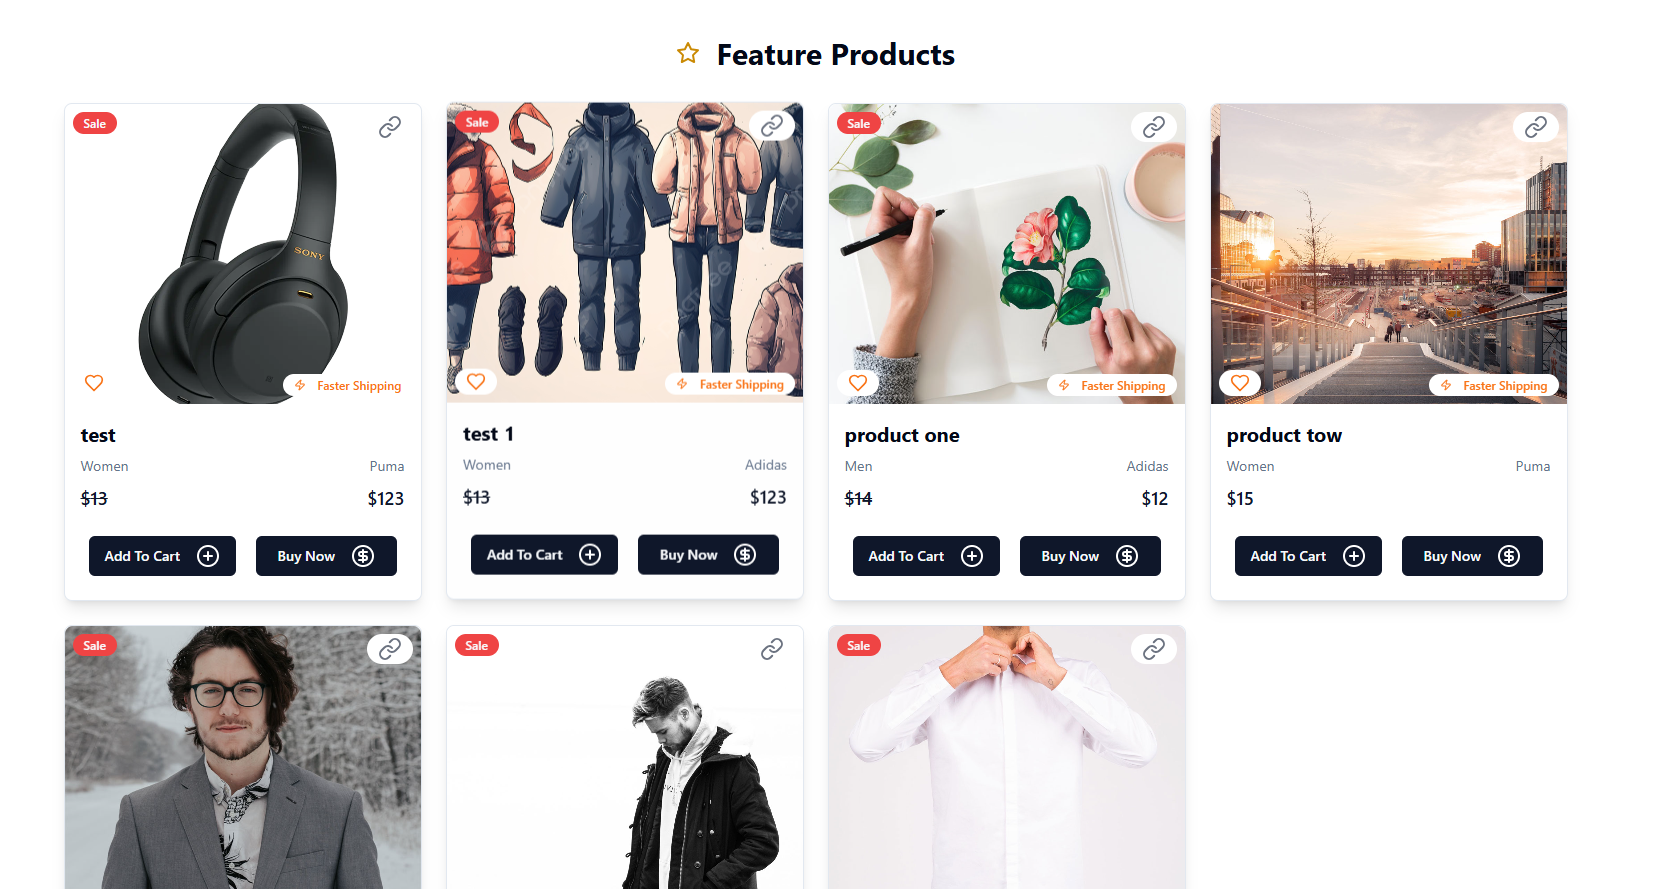 Feature Products
Sale
SONY
Faster Shipping
test
Women Puma
$13 $123
Add To Cart Buy Now
Sale
Faster Shipping
test 1
Women Adidas
$13 $123
Add To Cart Buy Now
Sale
Faster Shipping
product one
Men Adidas
$14 $12
Add To Cart Buy Now
Faster Shipping
product tow
Women Puma
$15
Add To Cart Buy Now
Sale
Sale
Sale